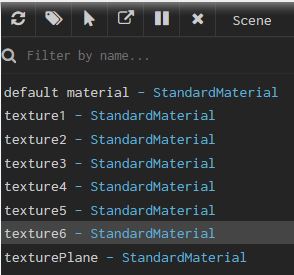 Scene
Filter by name...
default material - StandardMaterial
texture1 - StandardMaterial
texture2 - StandardMaterial
texture3 - StandardMaterial
texture4 - StandardMaterial
texture5 - StandardMaterial
texture6 - StandardMaterial
texturePlane - StandardMaterial